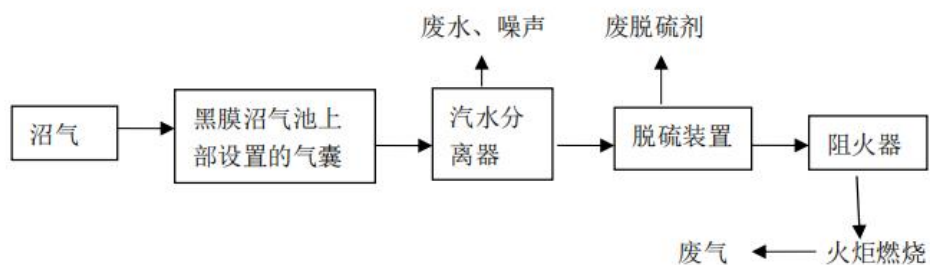 废水、噪声
废脱硫剂
沼气
黑膜沼气池上
部设置的气囊
汽水分
离器
脱硫装置
阻火器
废气
火炬燃烧